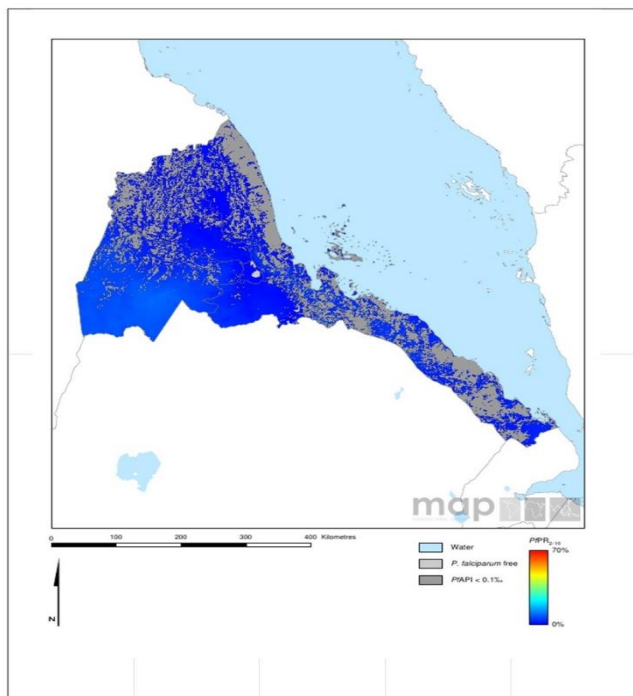 map
0 100 200 300 400 Kilometres
N
Water
P. falciparum free
PfAPI < 0.1‰
PfPR2-10
70%
0%